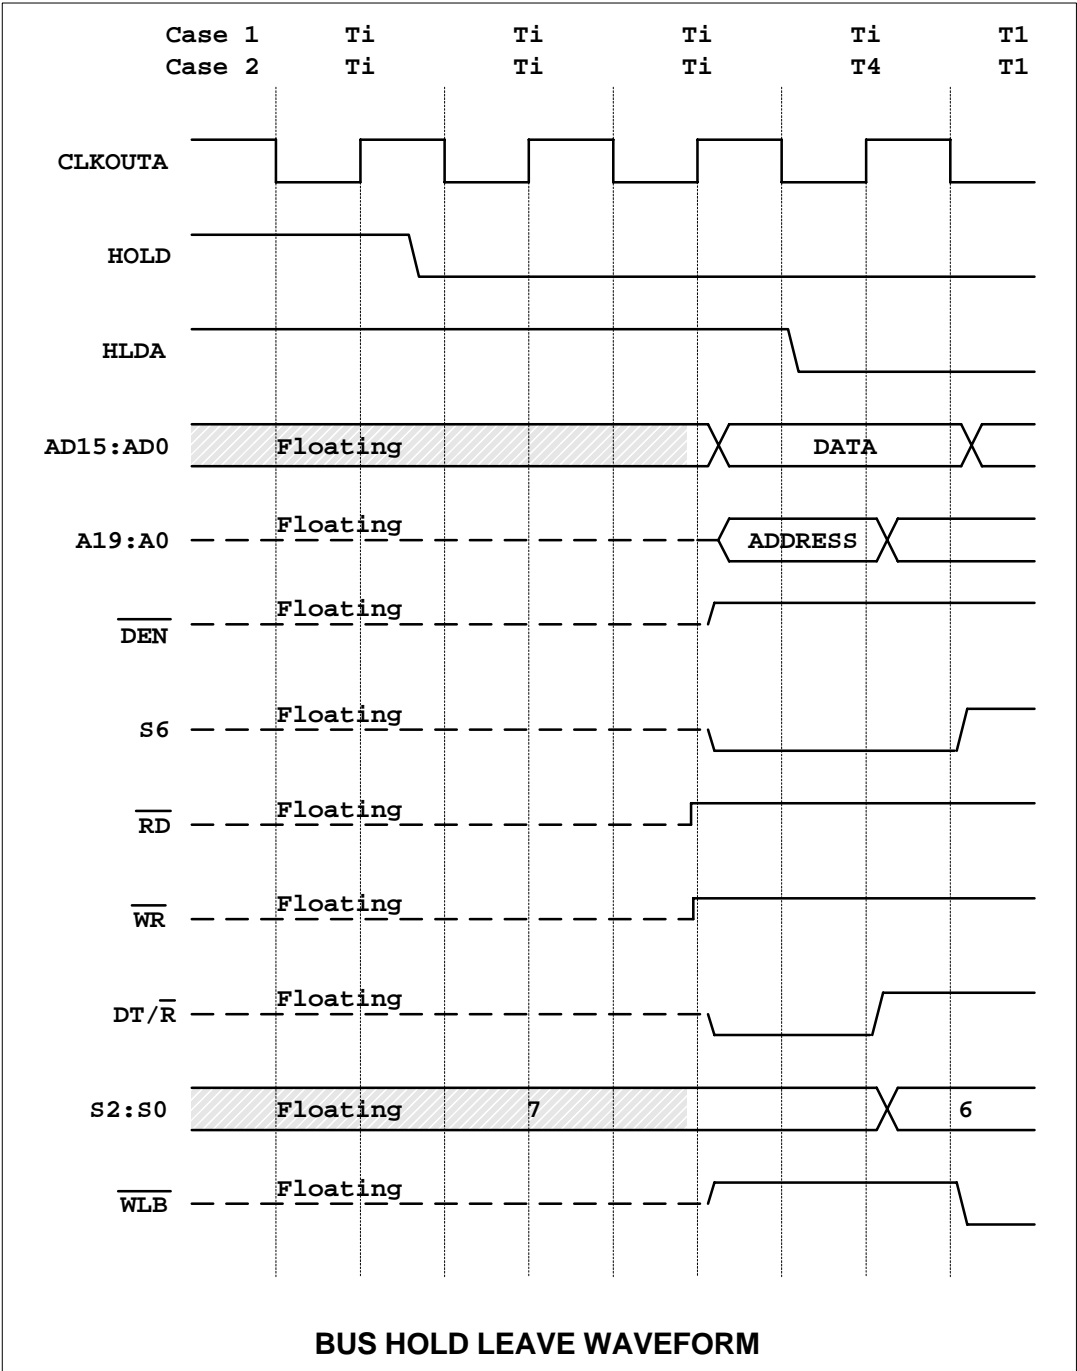 Case 1 Ti Ti Ti Ti T1
Case 2 Ti Ti Ti T4 T1
CLKOUTA
HOLD
HLDA
AD15:AD0 Floating DATA
A19:A0 Floating ADDRESS
DEN Floating
S6 Floating
RD Floating
WR Floating
DT/R Floating
S2:S0 Floating 7 6
WLB Floating
BUS HOLD LEAVE WAVEFORM